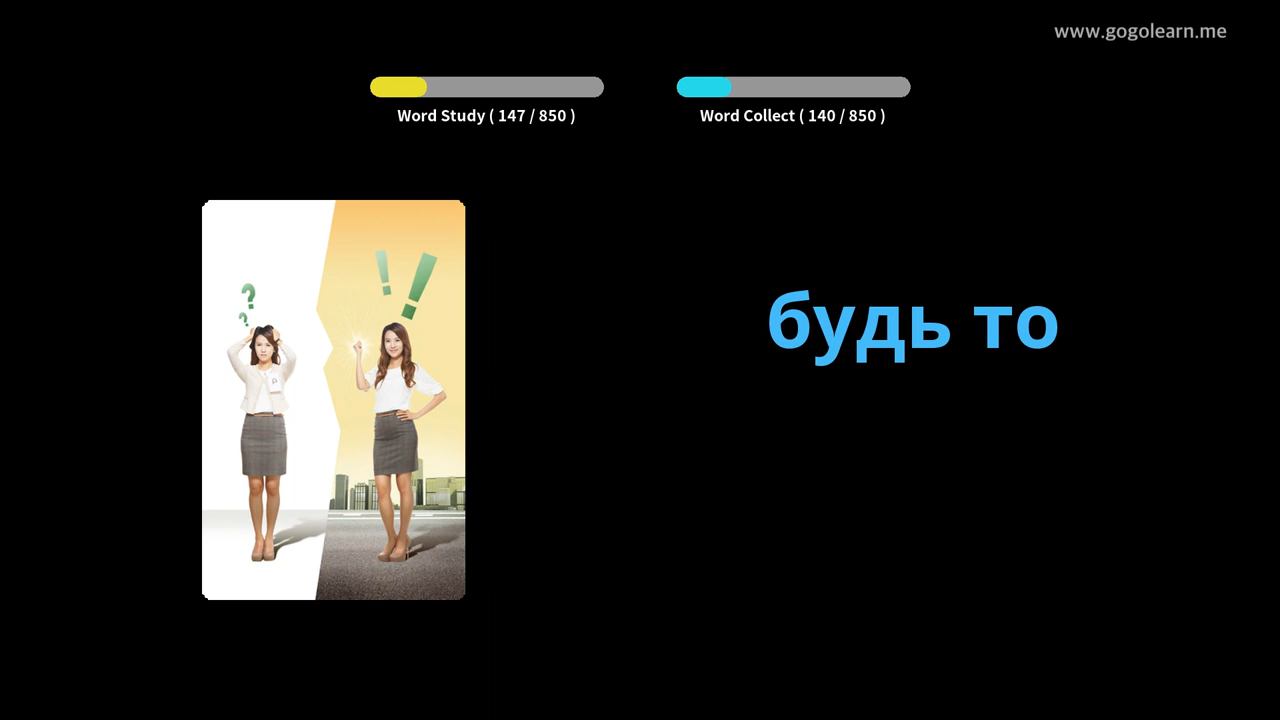 www.gogolearn.me
Word Study ( 147 / 850 )
Word Collect ( 140 / 850 )
? ?
! !
будь то